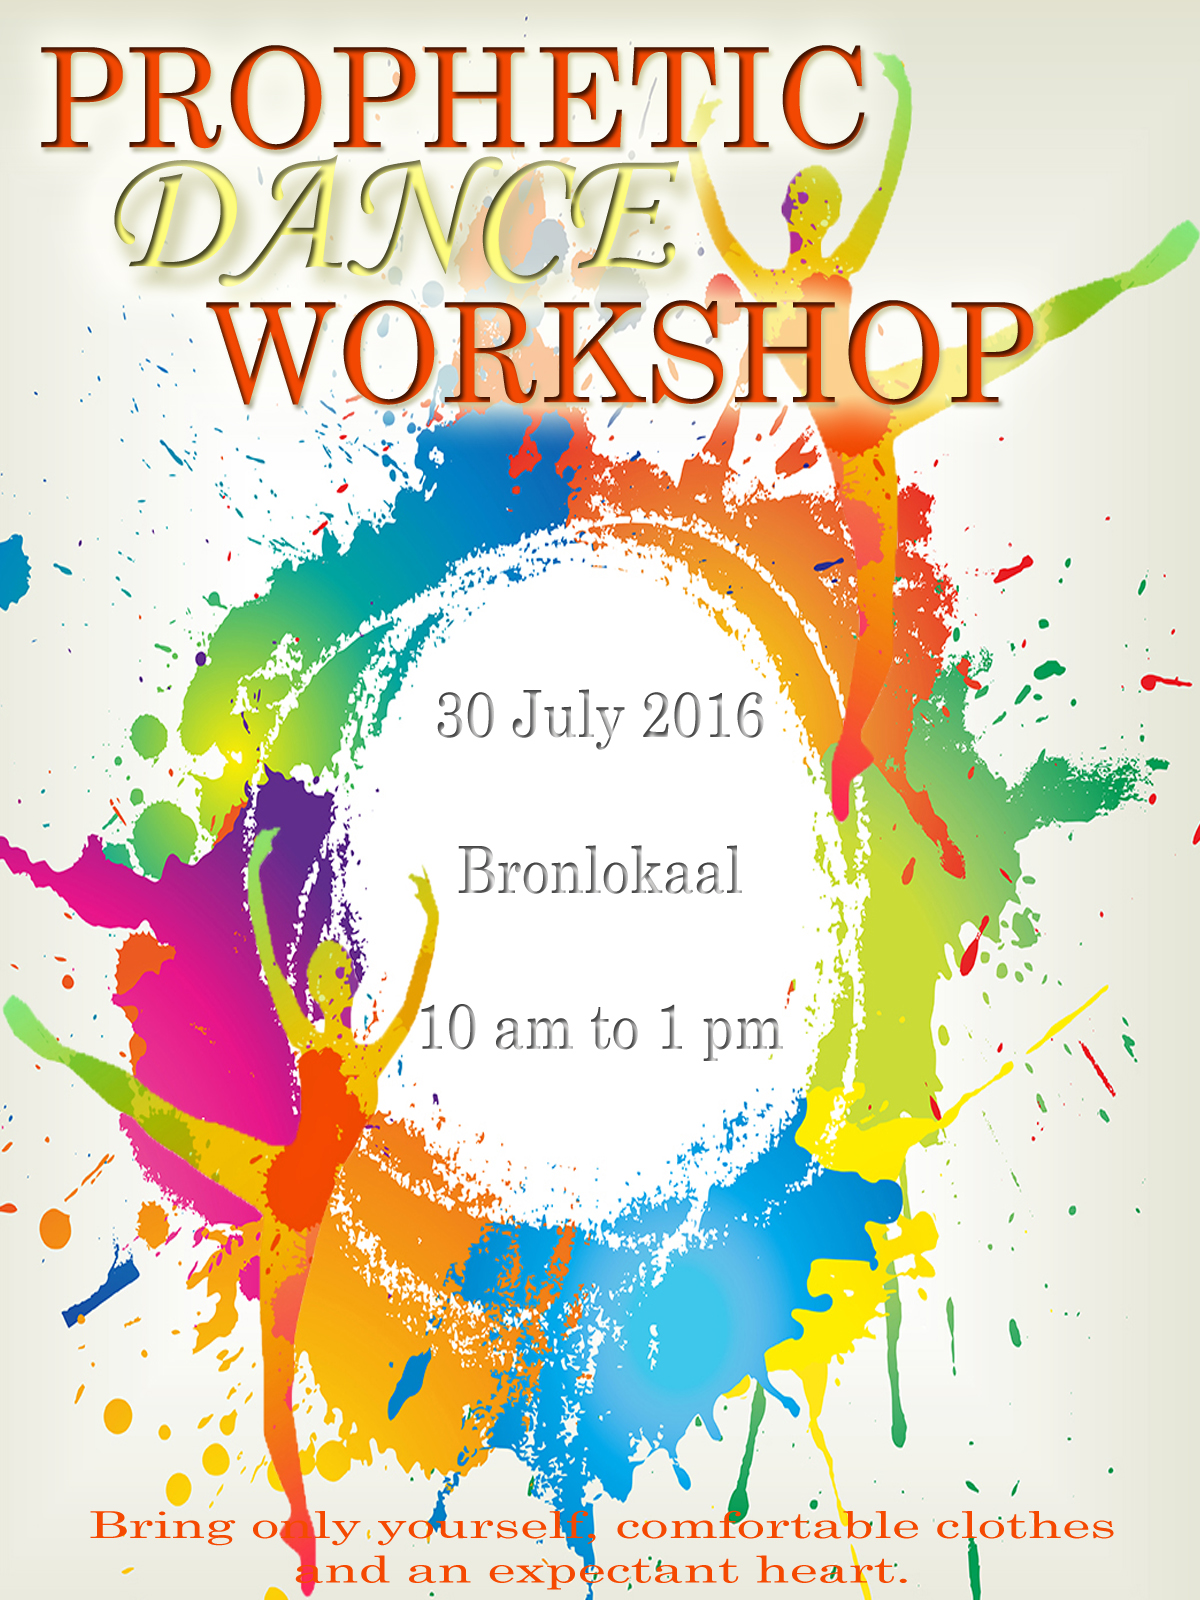 PROPHETIC
DANCE
WORKSHOP
30 July 2016
Bronlokaal
10 am to 1 pm
Bring only yourself, comfortable clothes
and an expectant heart.